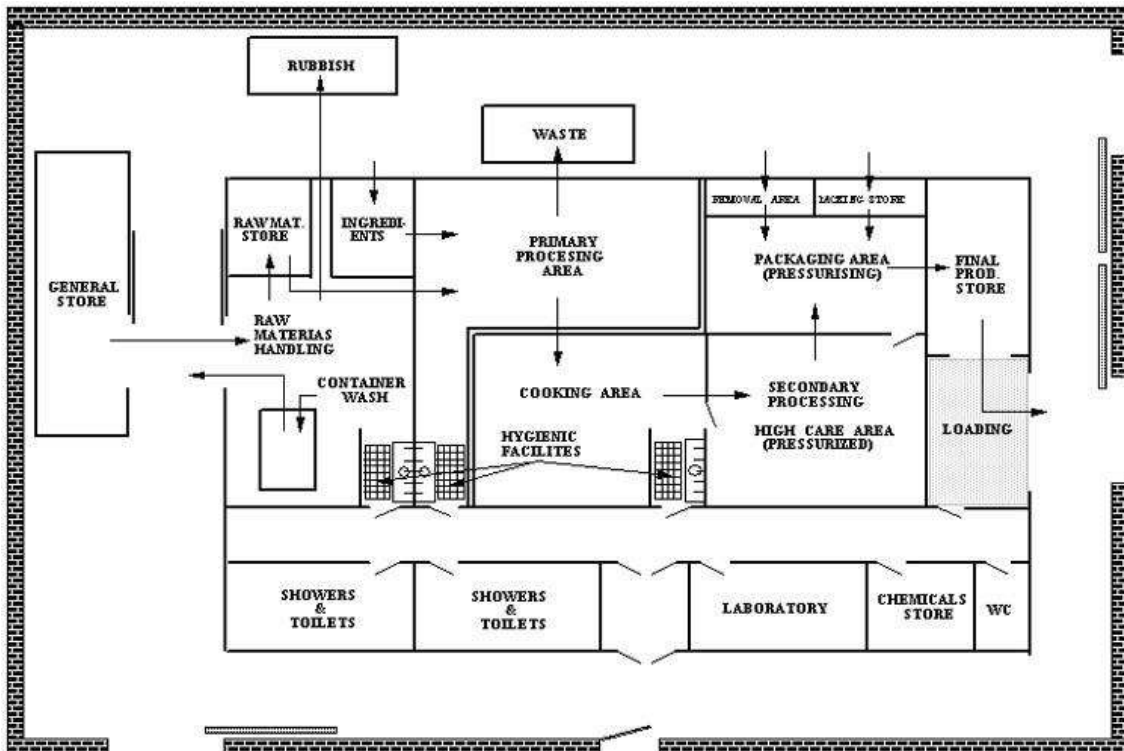 RUBBISH
WASTE
GENERAL
STORE
RAW MAT.
STORE
INGREDI-
ENTS
PRIMARY
PROCESING
AREA
REMOVAL AREA
PACKING STORE
PACKAGING AREA
(PRESSURISING)
FINAL
PROD.
STORE
RAW
MATERIAS
HANDLING
CONTAINER
WASH
COOKING AREA
SECONDARY
PROCESSING
HIGH CARE AREA
(PRESSURIZED)
LOADING
HYGIENIC
FACILITES
SHOWERS
&
TOILETS
SHOWERS
&
TOILETS
LABORATORY
CHEMICALS
STORE
WC